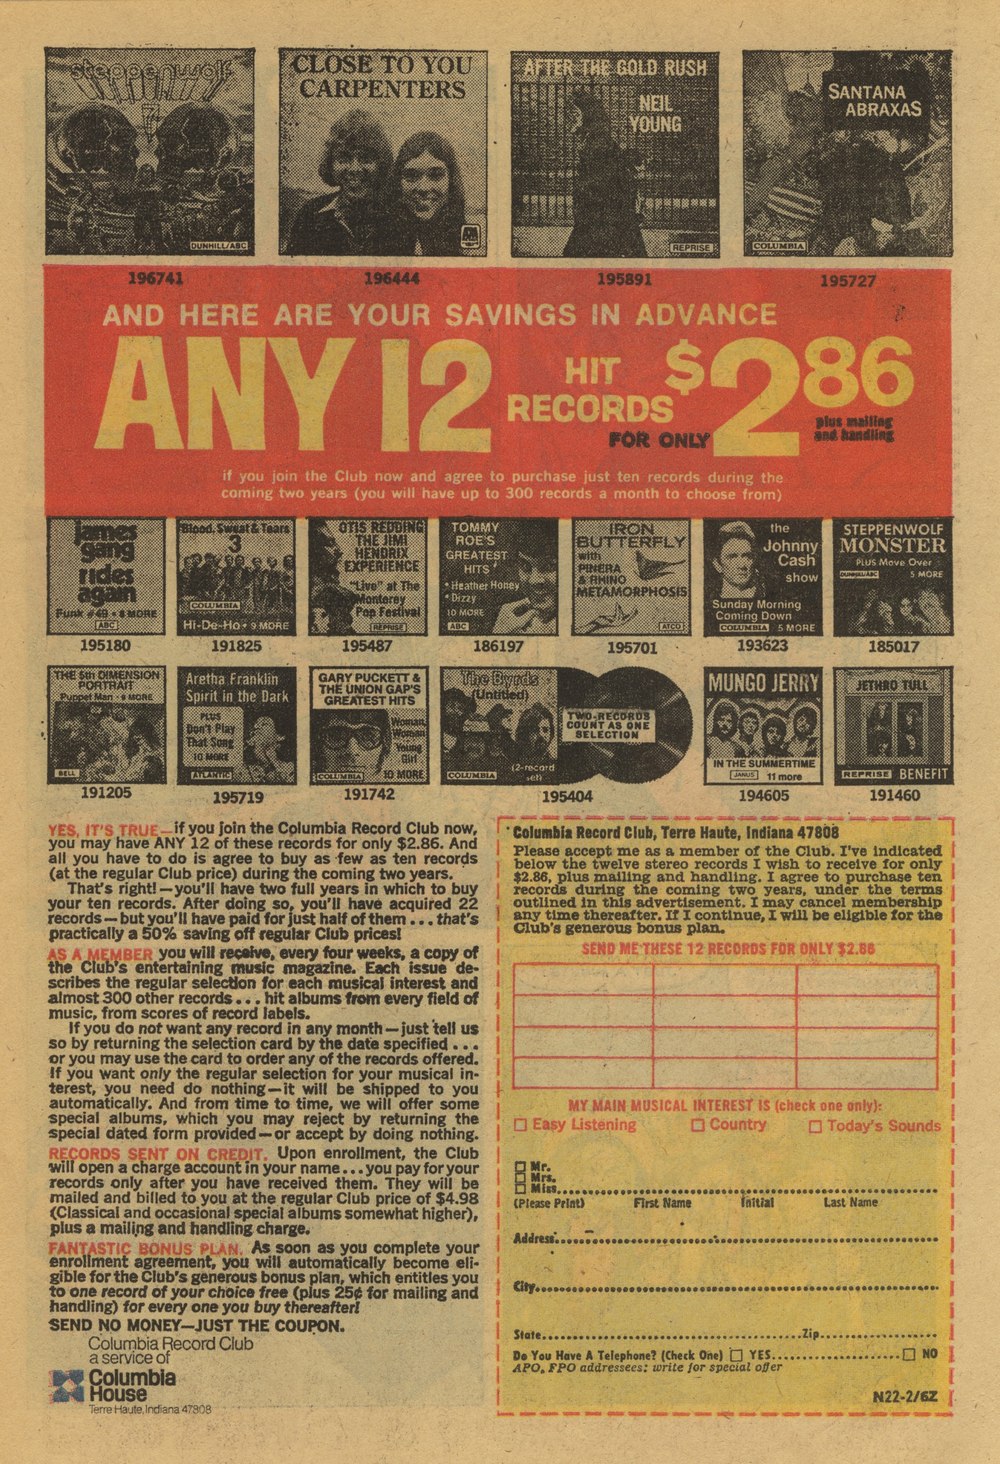 steppenwolf
7
DUNHILL/ABC
196741
CLOSE TO YOU
CARPENTERS
A&M
196444
AFTER THE GOLD RUSH
NEIL
YOUNG
REPRISE
195891
SANTANA
ABRAXAS
COLUMBIA
195727
AND HERE ARE YOUR SAVINGS IN ADVANCE
ANY 12 HIT RECORDS FOR ONLY $2.86
plus mailing
and handling
if you join the Club now and agree to purchase just ten records during the
coming two years (you will have up to 300 records a month to choose from)
james
gang
rides
again
Funk #49 • 8 MORE
ABC
195180
Blood, Sweat & Tears
3
COLUMBIA
Hi-De-Ho • 9 MORE
191825
OTIS REDDING
THE JIMI
HENDRIX
EXPERIENCE
"Live" at The
Monterey
Pop Festival
REPRISE
195487
TOMMY
ROE'S
GREATEST
HITS
• Heather Honey
• Dizzy
10 MORE
ABC
186197
IRON
BUTTERFLY
with
PINERA
& RHINO
METAMORPHOSIS
ATCO
195701
the
Johnny
Cash
show
Sunday Morning
Coming Down
COLUMBIA 5 MORE
193623
STEPPENWOLF
MONSTER
PLUS Move Over
DUNHILL/ABC 5 MORE
185017
THE 5th DIMENSION
PORTRAIT
Puppet Man • 9 MORE
BELL
191205
Aretha Franklin
Spirit in the Dark
PLUS
Don't Play
That Song
10 MORE
ATLANTIC
195719
GARY PUCKETT &
THE UNION GAP'S
GREATEST HITS
Woman,
Woman
Young
Girl
COLUMBIA 10 MORE
191742
The Byrds
(Untitled)
TWO-RECORDS
COUNT AS ONE
SELECTION
COLUMBIA
(2-record
set)
195404
MUNGO JERRY
IN THE SUMMERTIME
JANUS 11 more
194605
JETHRO TULL
REPRISE BENEFIT
191460
YES, IT'S TRUE—if you join the Columbia Record Club now,
you may have ANY 12 of these records for only $2.86. And
all you have to do is agree to buy as few as ten records
(at the regular Club price) during the coming two years.
That's right!—you'll have two full years in which to buy
your ten records. After doing so, you'll have acquired 22
records—but you'll have paid for just half of them ... that's
practically a 50% saving off regular Club prices!
AS A MEMBER you will receive, every four weeks, a copy of
the Club's entertaining music magazine. Each issue de-
scribes the regular selection for each musical interest and
almost 300 other records ... hit albums from every field of
music, from scores of record labels.
If you do not want any record in any month—just tell us
so by returning the selection card by the date specified ...
or you may use the card to order any of the records offered.
If you want only the regular selection for your musical in-
terest, you need do nothing—it will be shipped to you
automatically. And from time to time, we will offer some
special albums, which you may reject by returning the
special dated form provided—or accept by doing nothing.
RECORDS SENT ON CREDIT. Upon enrollment, the Club
will open a charge account in your name ... you pay for your
records only after you have received them. They will be
mailed and billed to you at the regular Club price of $4.98
(Classical and occasional special albums somewhat higher),
plus a mailing and handling charge.
FANTASTIC BONUS PLAN. As soon as you complete your
enrollment agreement, you will automatically become eli-
gible for the Club's generous bonus plan, which entitles you
to one record of your choice free (plus 25¢ for mailing and
handling) for every one you buy thereafter!
SEND NO MONEY—JUST THE COUPON.
Columbia Record Club
a service of
Columbia
House
Terre Haute, Indiana 47808
Columbia Record Club, Terre Haute, Indiana 47808
Please accept me as a member of the Club. I've indicated
below the twelve stereo records I wish to receive for only
$2.86, plus mailing and handling. I agree to purchase ten
records during the coming two years, under the terms
outlined in this advertisement. I may cancel membership
any time thereafter. If I continue, I will be eligible for the
Club's generous bonus plan.
SEND ME THESE 12 RECORDS FOR ONLY $2.86
MY MAIN MUSICAL INTEREST IS (check one only):
Easy Listening Country Today's Sounds
Mr.
Mrs.
Miss
(Please Print) First Name Initial Last Name
Address
City
State Zip
Do You Have A Telephone? (Check One) YES NO
APO, FPO addressees: write for special offer
N22-2/6Z